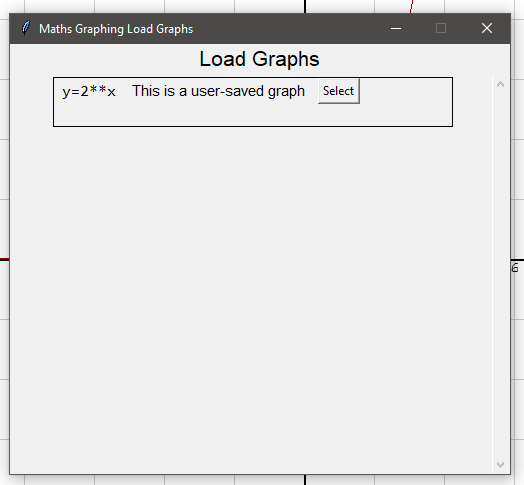 Maths Graphing Load Graphs
Load Graphs
y=2**x This is a user-saved graph Select
6